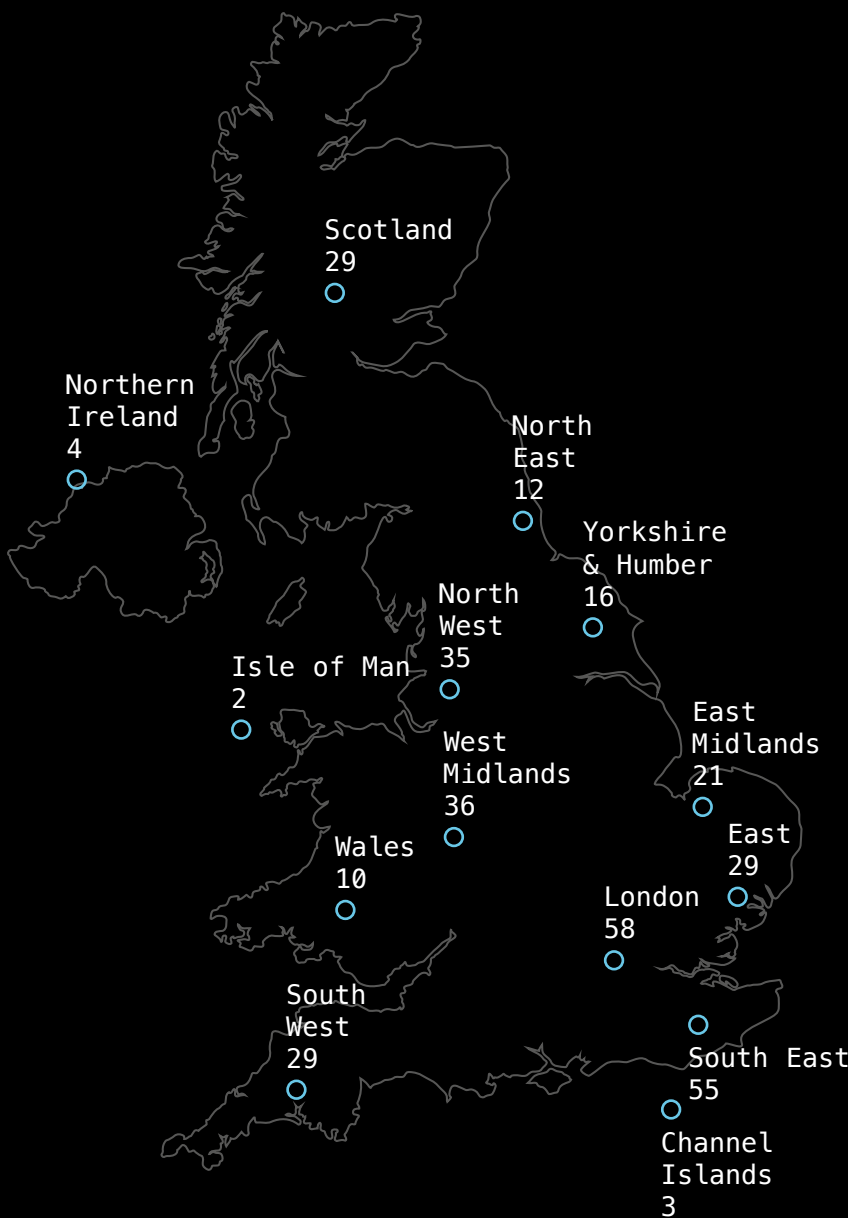 Scotland
29
Northern
Ireland
4
North
East
12
Yorkshire
& Humber
16
North
West
35
Isle of Man
2
East
Midlands
21
West
Midlands
36
East
29
Wales
10
London
58
South
West
29
South East
55
Channel
Islands
3